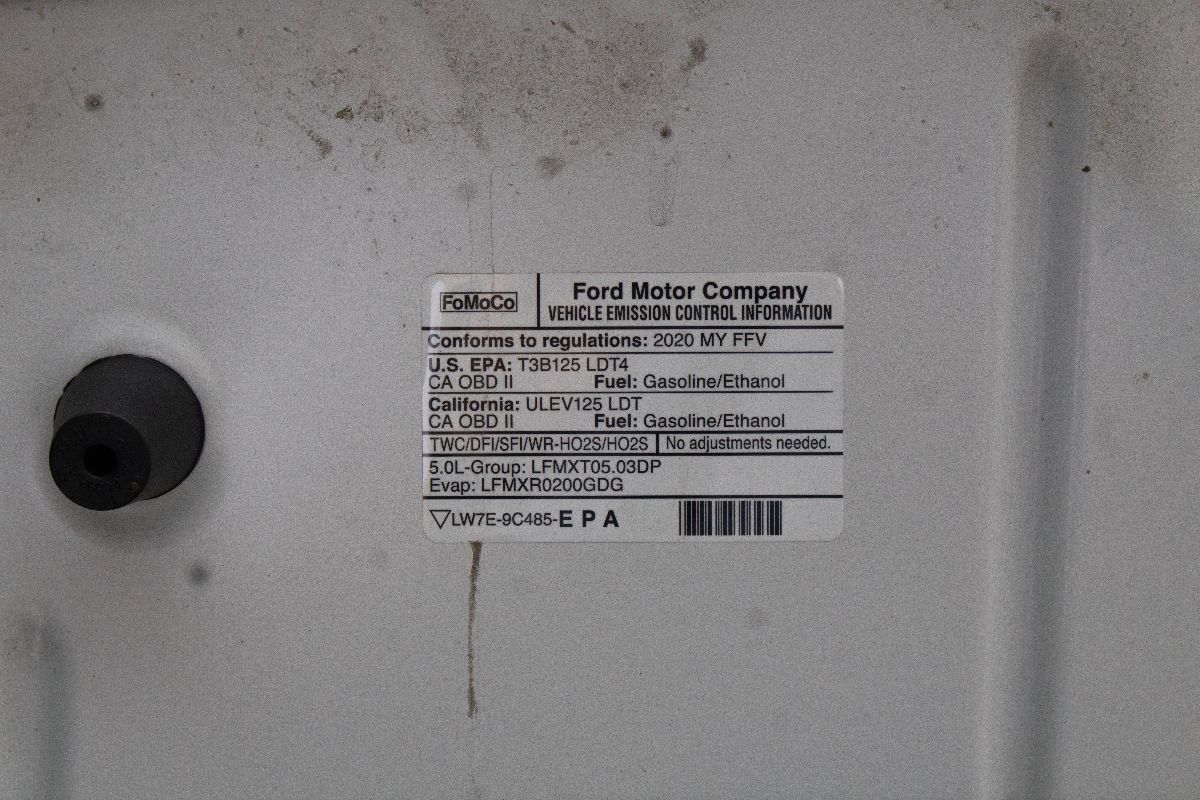 FoMoCo
Ford Motor Company
VEHICLE EMISSION CONTROL INFORMATION
Conforms to regulations: 2020 MY FFV
U.S. EPA: T3B125 LDT4
CA OBD II Fuel: Gasoline/Ethanol
California: ULEV125 LDT
CA OBD II Fuel: Gasoline/Ethanol
TWC/DFI/SFI/WR-HO2S/HO2S No adjustments needed.
5.0L-Group: LFMXT05.03DP
Evap: LFMXR0200GDG
LW7E-9C485-E P A